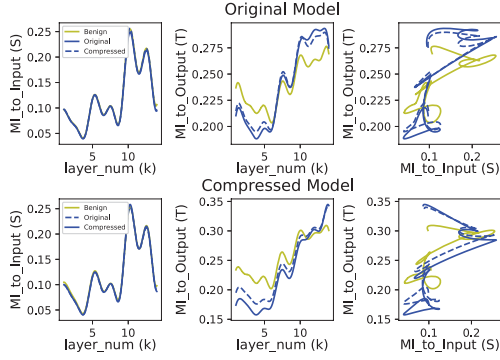 Original Model
MI_to_Input (S)
0.25
0.20
0.15
0.10
0.05
Benign
Original
Compressed
5
10
layer_num (k)
MI_to_Output (T)
0.275
0.250
0.225
0.200
5
10
layer_num (k)
MI_to_Output (T)
0.275
0.250
0.225
0.200
0.1
0.2
MI_to_Input (S)
Compressed Model
MI_to_Input (S)
0.25
0.20
0.15
0.10
0.05
Benign
Original
Compressed
5
10
layer_num (k)
MI_to_Output (T)
0.35
0.30
0.25
0.20
0.15
5
10
layer_num (k)
MI_to_Output (T)
0.35
0.30
0.25
0.20
0.15
0.1
0.2
MI_to_Input (S)